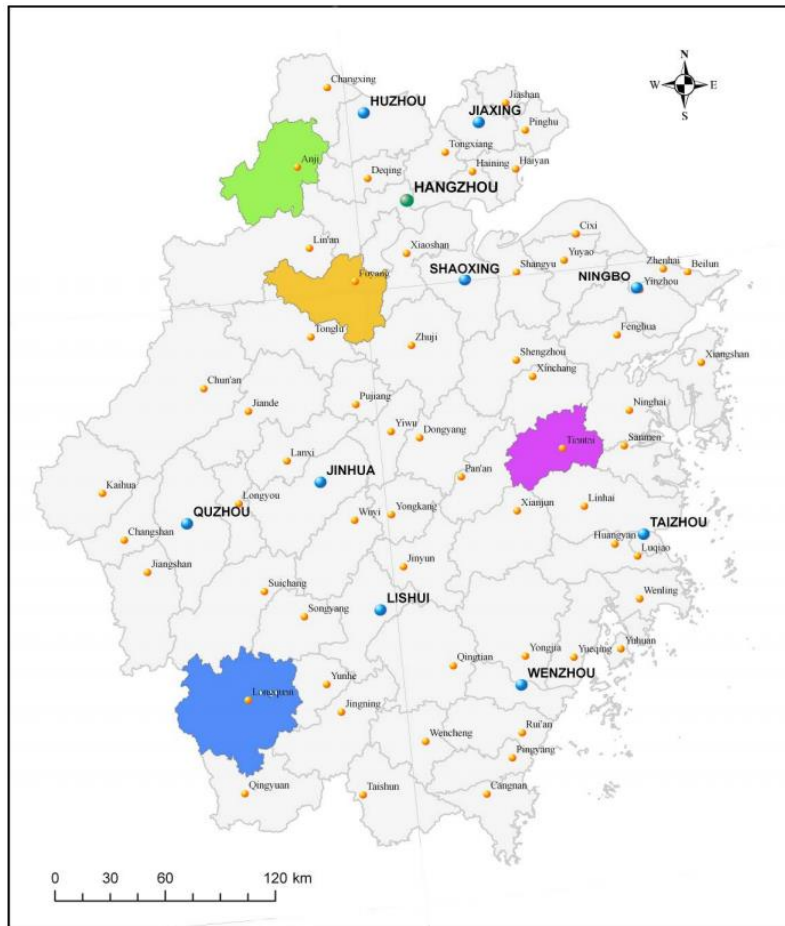 N
W E
S
Changxing
HUZHOU
Jiashan
JIAXING
Pinghu
Tongxiang
Anji
Deqing
Haining
Haiyan
HANGZHOU
Cixi
Lin'an
Xiaoshan
Yuyao
SHAOXING
Shangyu
Zhenhai
Beilun
Fuyang
NINGBO
Yinzhou
Tonglu
Zhuji
Fenghua
Shengzhou
Xiangshan
Xinchang
Chun'an
Jiande
Pujiang
Ninghai
Yiwu
Dongyang
Tiantai
Sanmen
Lanxi
JINHUA
Pan'an
Kaihua
Longyou
QUZHOU
Wuyi
Yongkang
Xianjun
Linhai
TAIZHOU
Changshan
Huangyan
Luqiao
Jiangshan
Jinyun
Suichang
Songyang
LISHUI
Wenling
Yuhuan
Qingtian
Yongjia
Yueqing
WENZHOU
Yunhe
Jingning
Wencheng
Rui'an
Pingyang
Qingyuan
Taishun
Cangnan
0 30 60 120 km